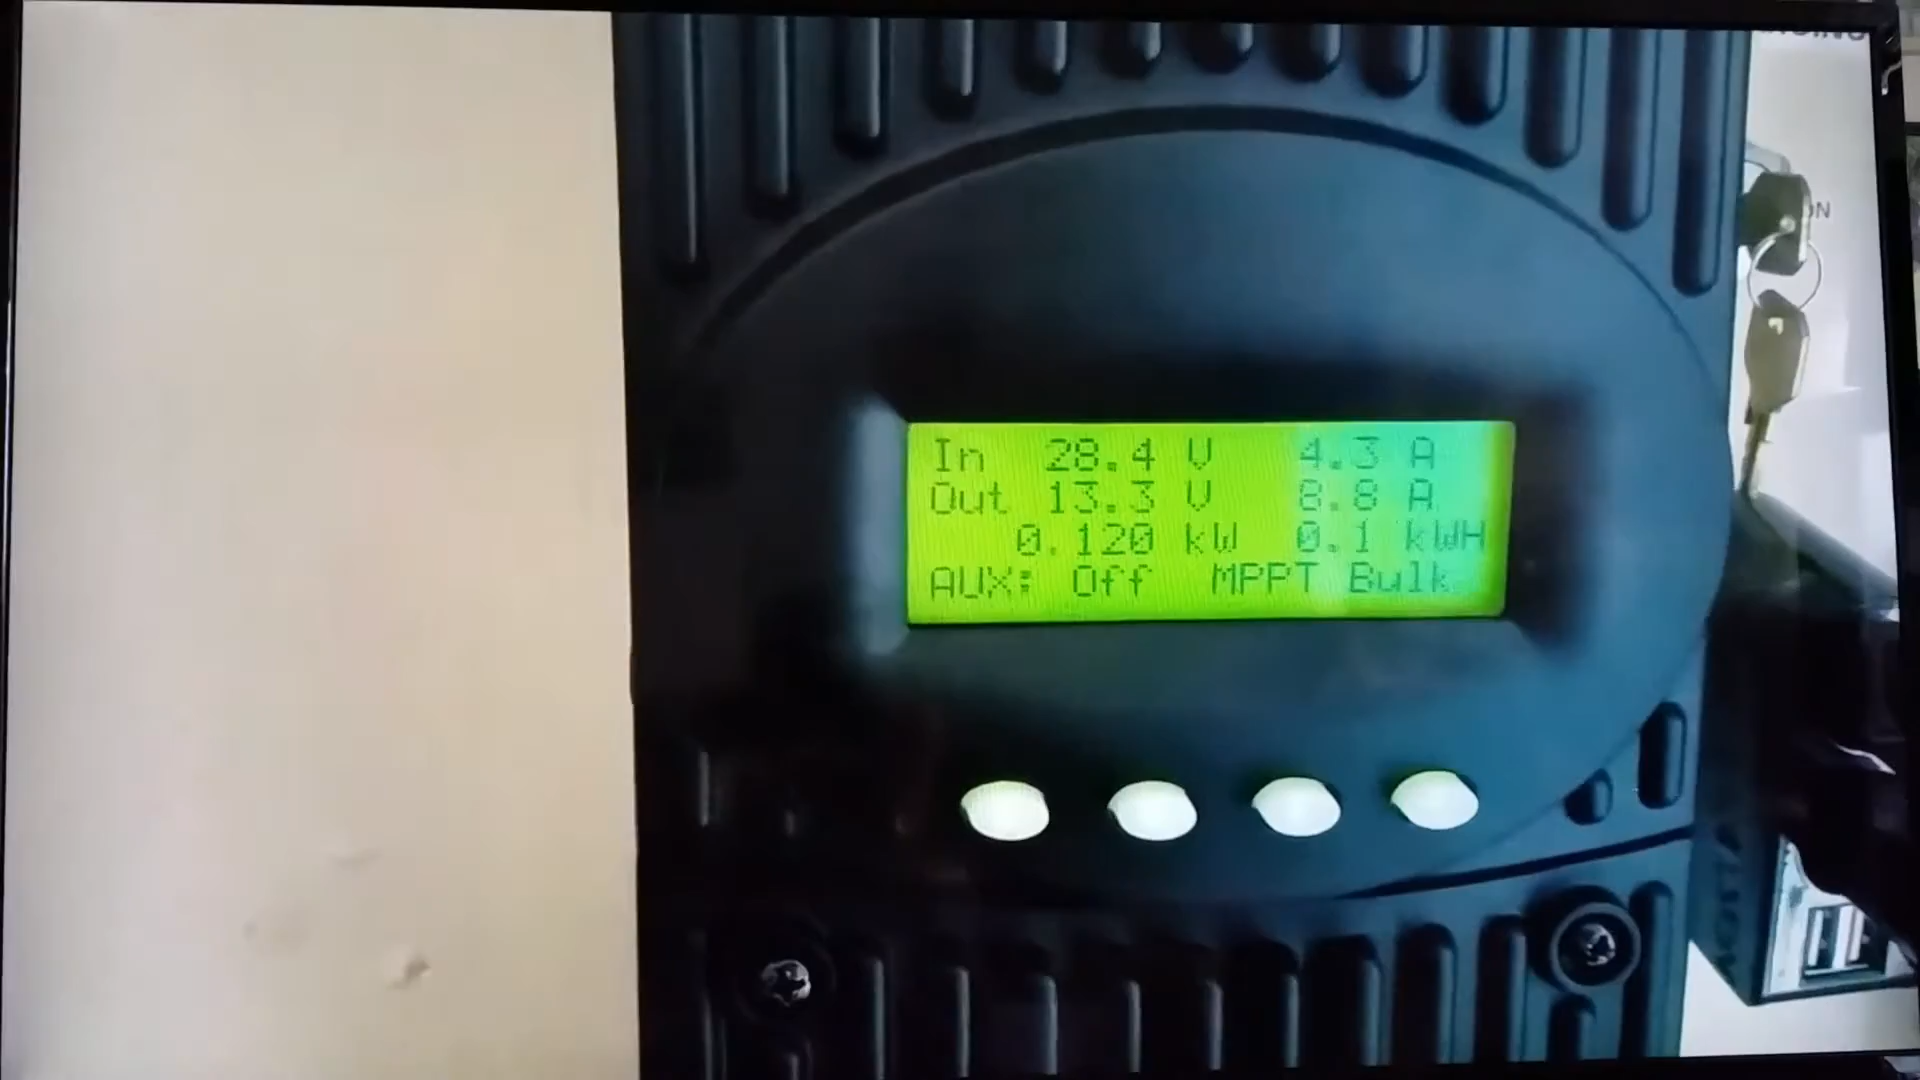 In 28.4 V 4.3 A
Out 13.3 V 8.8 A
0.120 kW 0.1 kWH
AUX: Off MPPT Bulk